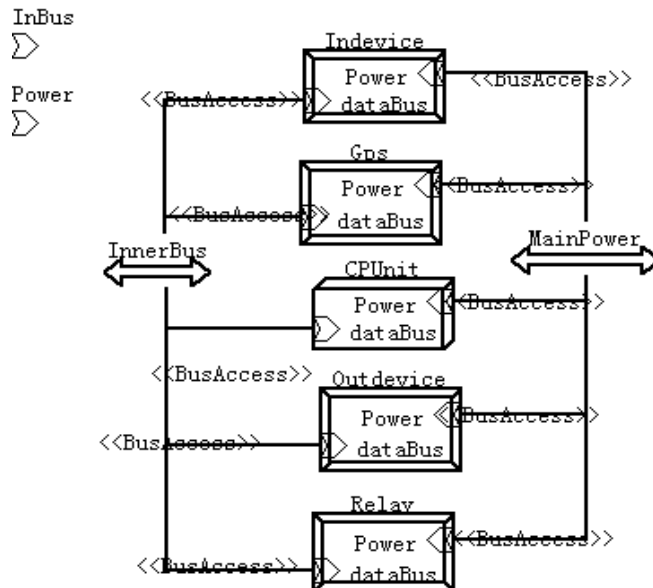 InBus
Indevice
Power
<<BusAccess>>
Power
<<BusAccess>>
dataBus
Gps
Power
<BusAccess>>
<<BusAccess>>
dataBus
InnerBus
MainPower
CPUnit
Power
<BusAccess>>
dataBus
<<BusAccess>>
Outdevice
Power
BusAccess>>
<<BusAccess>>
dataBus
Relay
Power
<<BusAccess>>
<<BusAccess>>
dataBus